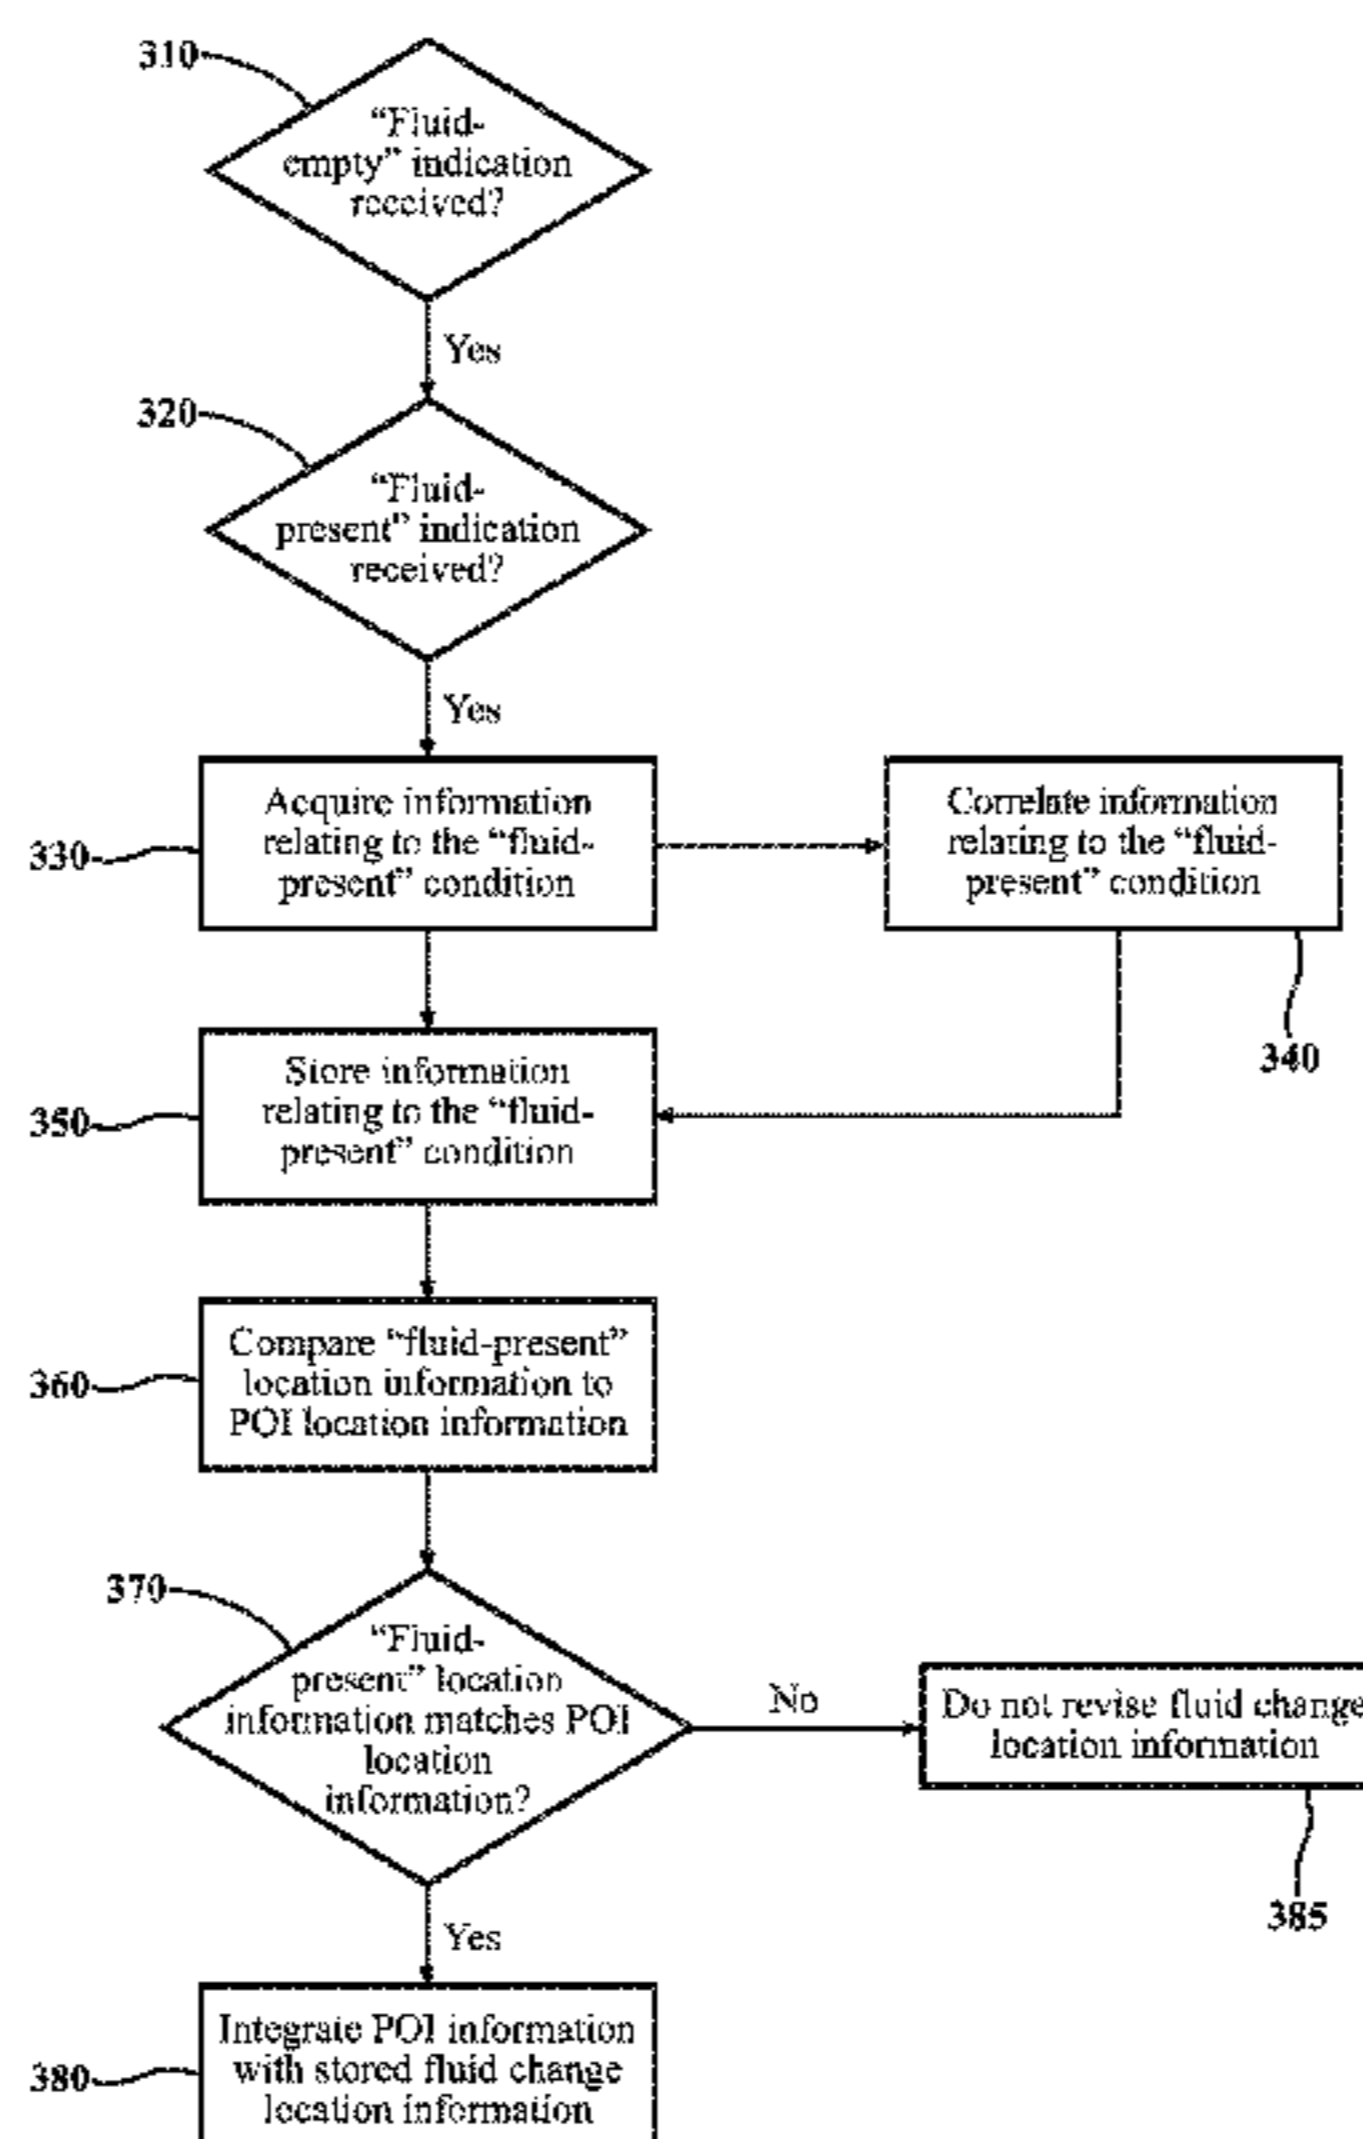 310
“Fluid-
empty” indication
received?
Yes
320
“Fluid-
present” indication
received?
Yes
330
Acquire information
relating to the “fluid-
present” condition
Correlate information
relating to the “fluid-
present” condition
340
350
Store information
relating to the “fluid-
present” condition
360
Compare “fluid-present”
location information to
POI location information
370
“Fluid-
present” location
information matches POI
location
information?
No
Do not revise fluid change
location information
385
Yes
380
Integrate POI information
with stored fluid change
location information